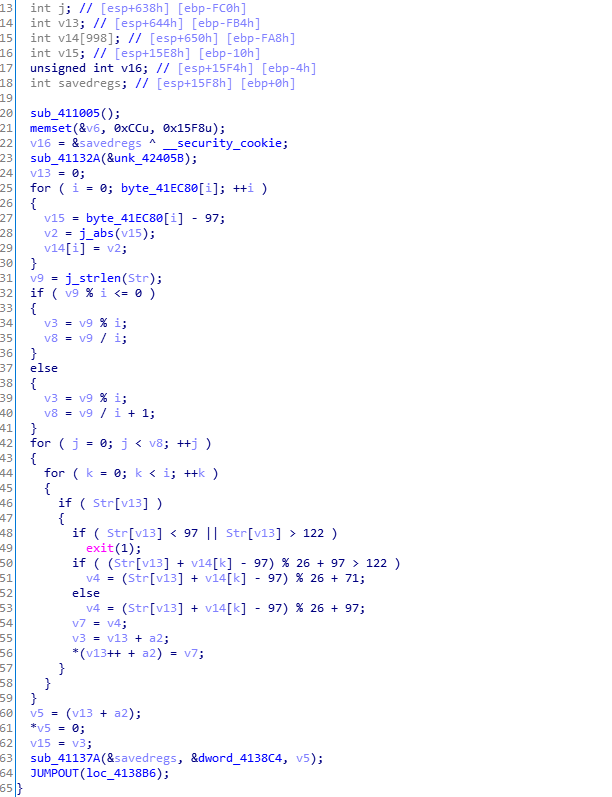 13 int j; // [esp+638h] [ebp-FC0h]
14 int v13; // [esp+644h] [ebp-FB4h]
15 int v14[998]; // [esp+650h] [ebp-FA8h]
16 int v15; // [esp+15E8h] [ebp-10h]
17 unsigned int v16; // [esp+15F4h] [ebp-4h]
18 int savedregs; // [esp+15F8h] [ebp+0h]
19
20 sub_411005();
21 memset(&v6, 0xCCu, 0x15F8u);
22 v16 = &savedregs ^ __security_cookie;
23 sub_41132A(&unk_42405B);
24 v13 = 0;
25 for ( i = 0; byte_41EC80[i]; ++i )
26 {
27 v15 = byte_41EC80[i] - 97;
28 v2 = j_abs(v15);
29 v14[i] = v2;
30 }
31 v9 = j_strlen(Str);
32 if ( v9 % i <= 0 )
33 {
34 v3 = v9 % i;
35 v8 = v9 / i;
36 }
37 else
38 {
39 v3 = v9 % i;
40 v8 = v9 / i + 1;
41 }
42 for ( j = 0; j < v8; ++j )
43 {
44 for ( k = 0; k < i; ++k )
45 {
46 if ( Str[v13] )
47 {
48 if ( Str[v13] < 97 || Str[v13] > 122 )
49 exit(1);
50 if ( (Str[v13] + v14[k] - 97) % 26 + 97 > 122 )
51 v4 = (Str[v13] + v14[k] - 97) % 26 + 71;
52 else
53 v4 = (Str[v13] + v14[k] - 97) % 26 + 97;
54 v7 = v4;
55 v3 = v13 + a2;
56 *(v13++ + a2) = v7;
57 }
58 }
59 }
60 v5 = (v13 + a2);
61 *v5 = 0;
62 v15 = v3;
63 sub_41137A(&savedregs, &dword_4138C4, v5);
64 JUMPOUT(loc_4138B6);
65 }